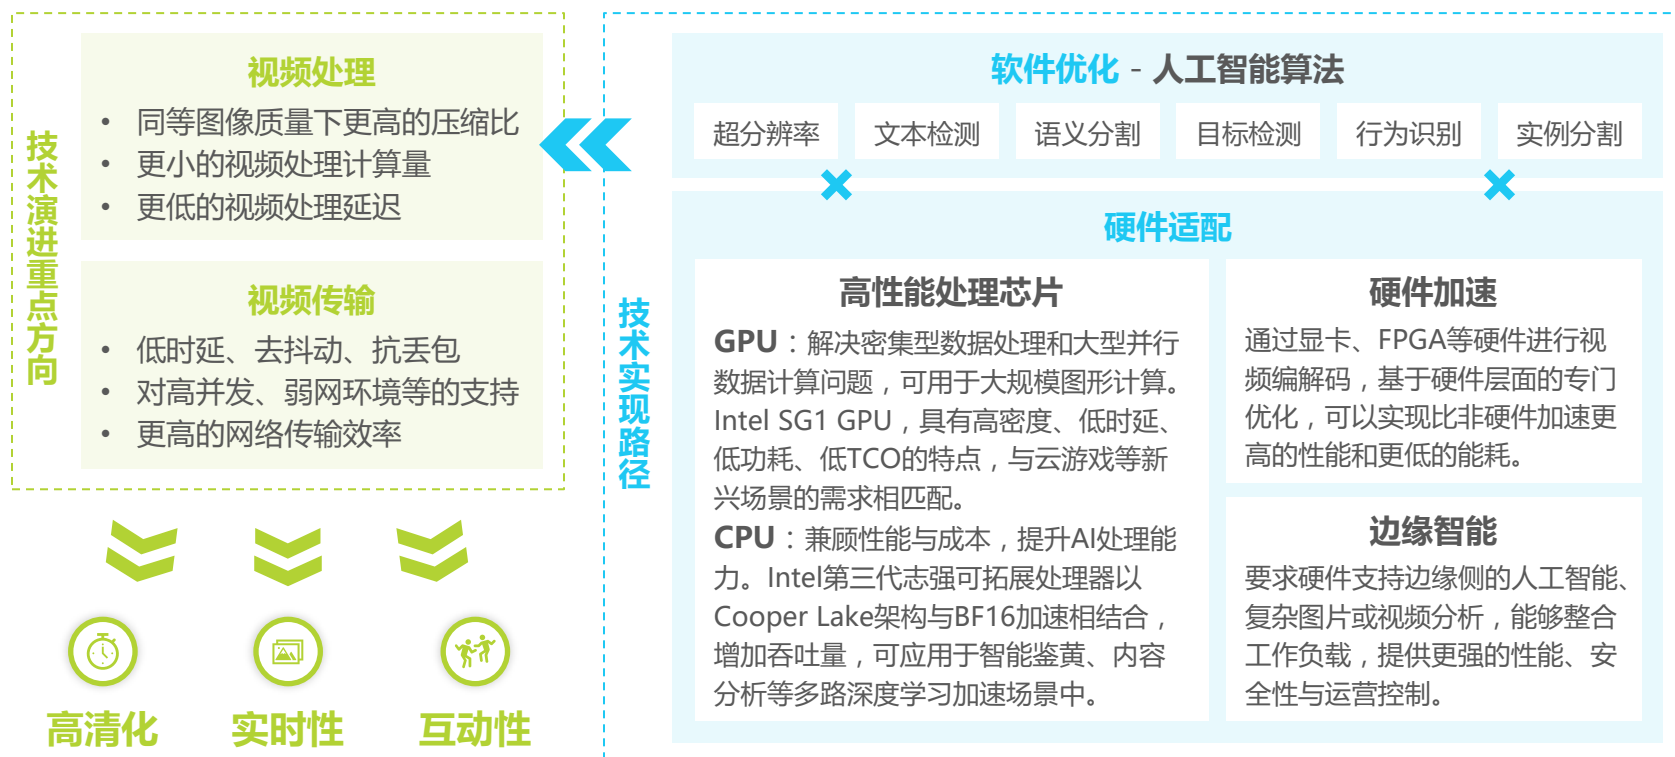 技术演进重点方向
视频处理
• 同等图像质量下更高的压缩比
• 更小的视频处理计算量
• 更低的视频处理延迟
视频传输
• 低时延、去抖动、抗丢包
• 对高并发、弱网环境等的支持
• 更高的网络传输效率
高清化
实时性
互动性
技术实现路径
软件优化 - 人工智能算法
超分辨率
文本检测
语义分割
目标检测
行为识别
实例分割
硬件适配
高性能处理芯片
GPU：解决密集型数据处理和大型并行
数据计算问题，可用于大规模图形计算。
Intel SG1 GPU，具有高密度、低时延、
低功耗、低TCO的特点，与云游戏等新
兴场景的需求相匹配。
CPU：兼顾性能与成本，提升AI处理能
力。Intel第三代志强可拓展处理器以
Cooper Lake架构与BF16加速相结合，
增加吞吐量，可应用于智能鉴黄、内容
分析等多路深度学习加速场景中。
硬件加速
通过显卡、FPGA等硬件进行视
频编解码，基于硬件层面的专门
优化，可以实现比非硬件加速更
高的性能和更低的能耗。
边缘智能
要求硬件支持边缘侧的人工智能、
复杂图片或视频分析，能够整合
工作负载，提供更强的性能、安
全性与运营控制。